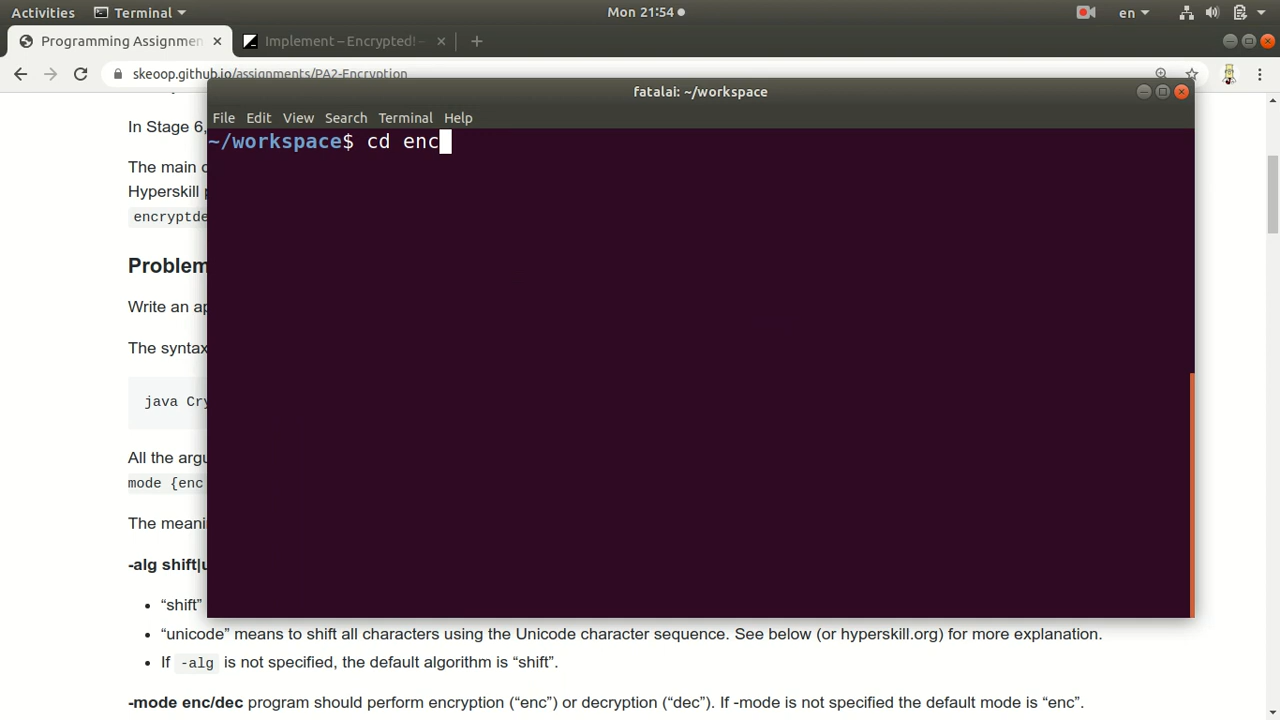 Activities Terminal Mon 21:54 en
Programming Assignmen Implement – Encrypted! –
skeoop.github.io/assignments/PA2-Encryption
fatalai: ~/workspace
File Edit View Search Terminal Help
~/workspace$ cd enc
In Stage 6,
The main
Hyperskill
encryptde
Problem
Write an
The syntax
java Cry
All the argu
mode {enc
The meani
-alg shift|u
• “shift”
• “unicode” means to shift all characters using the Unicode character sequence. See below (or hyperskill.org) for more explanation.
• If -alg is not specified, the default algorithm is “shift”.
-mode enc/dec program should perform encryption (“enc”) or decryption (“dec”). If -mode is not specified the default mode is “enc”.